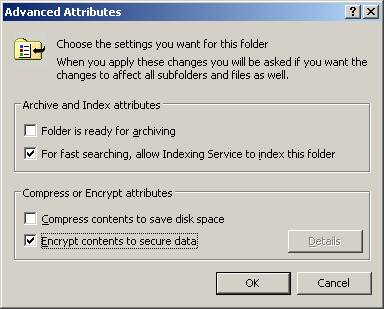 Advanced Attributes
Choose the settings you want for this folder
When you apply these changes you will be asked if you want the
changes to affect all subfolders and files as well.
Archive and Index attributes
Folder is ready for archiving
For fast searching, allow Indexing Service to index this folder
Compress or Encrypt attributes
Compress contents to save disk space
Encrypt contents to secure data
Details
OK
Cancel